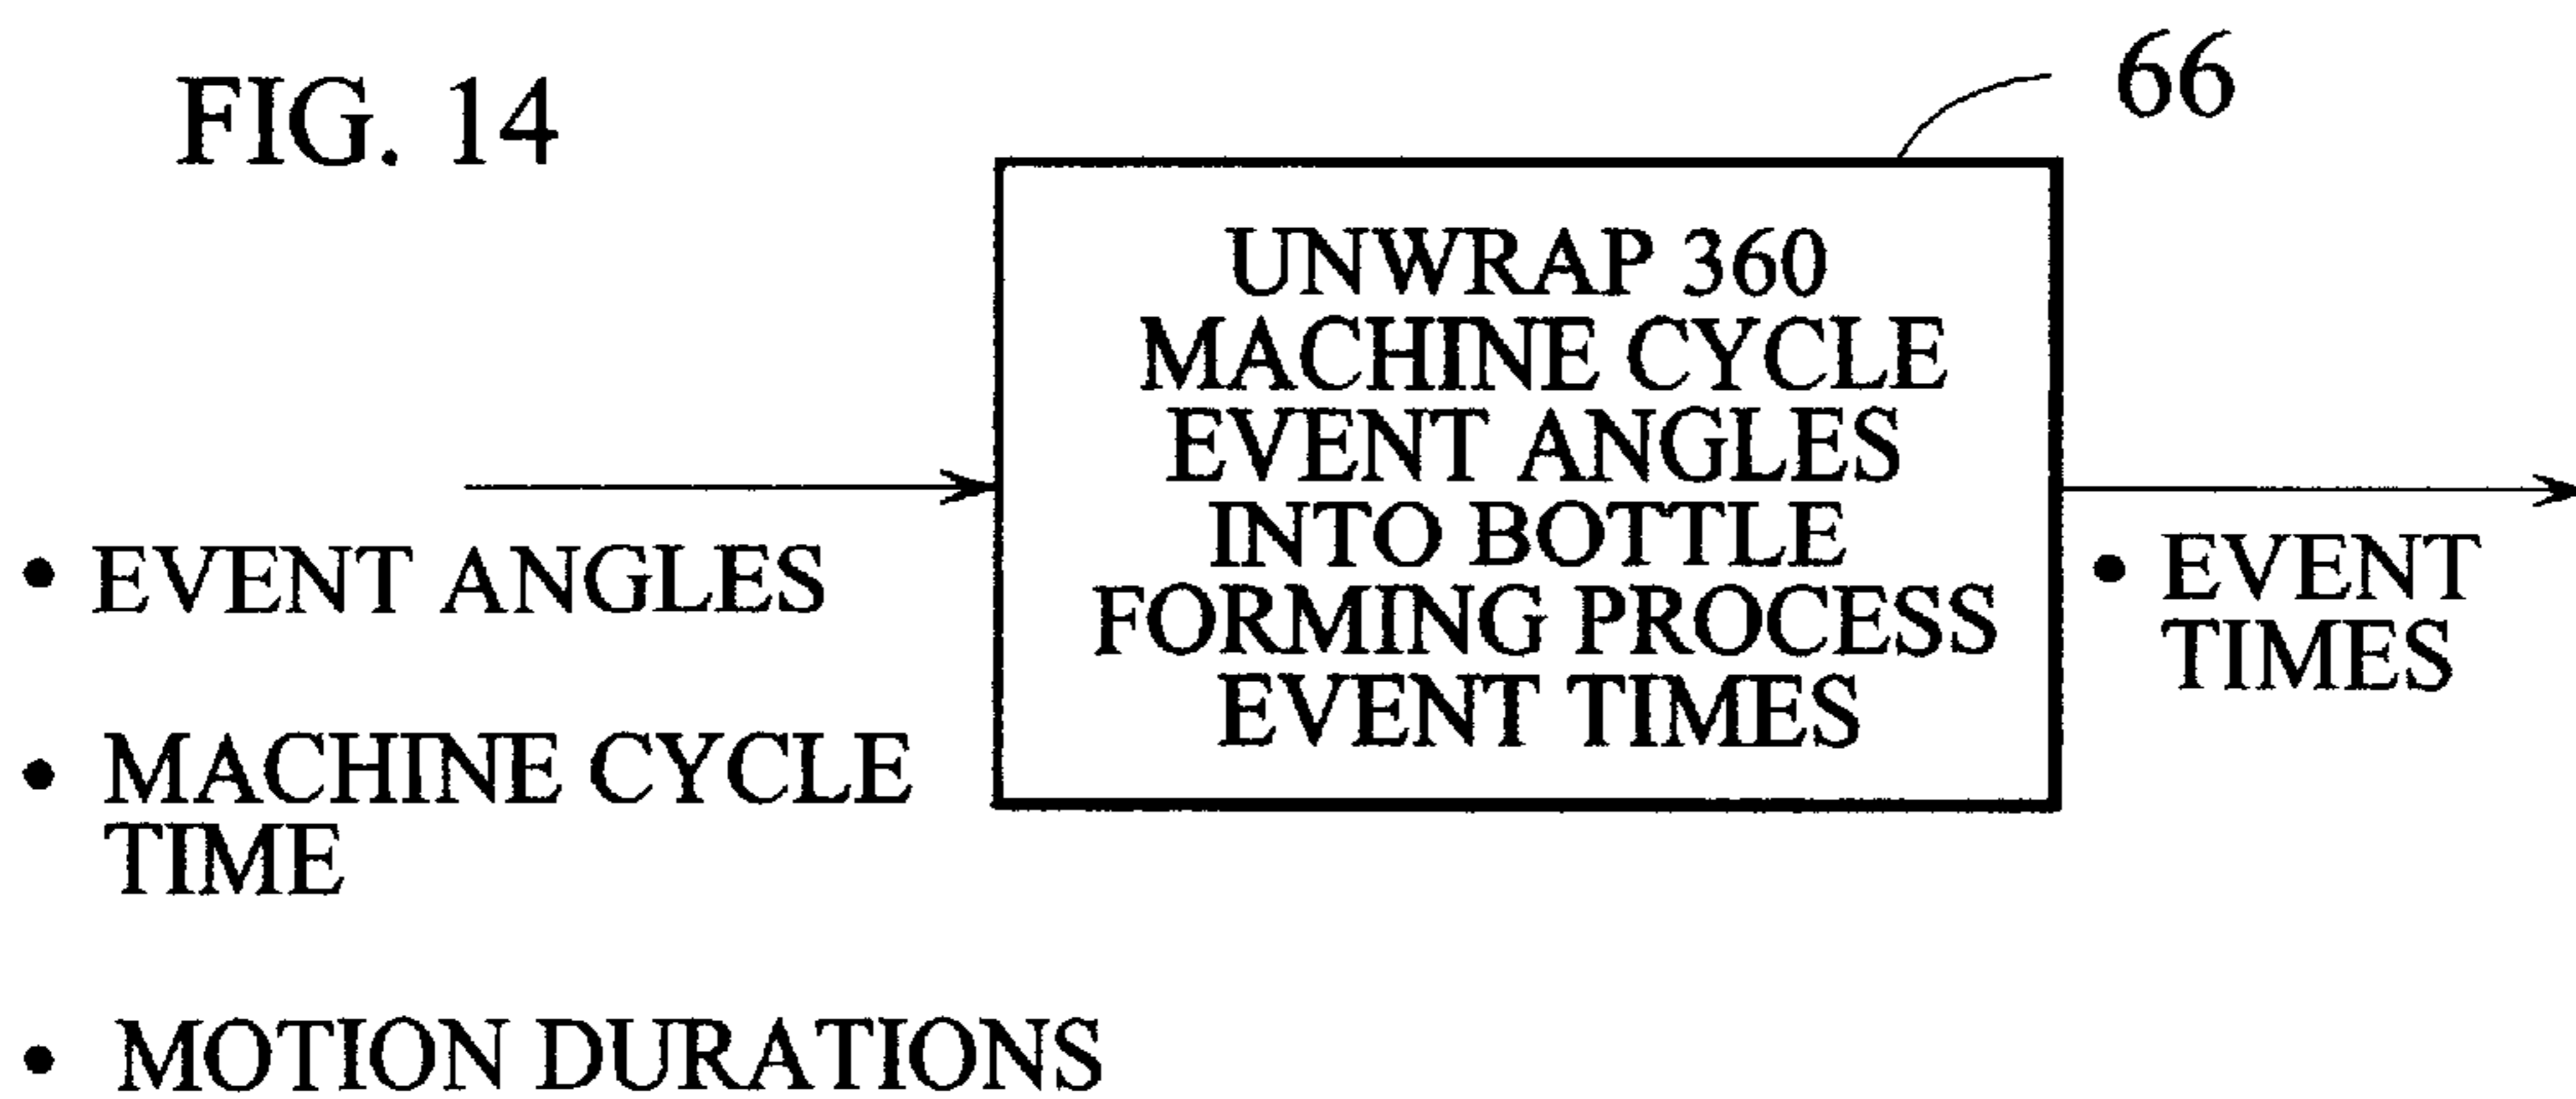 FIG. 14
66
UNWRAP 360
MACHINE CYCLE
EVENT ANGLES
INTO BOTTLE
FORMING PROCESS
EVENT TIMES
• EVENT ANGLES
• MACHINE CYCLE
TIME
• MOTION DURATIONS
• EVENT
TIMES